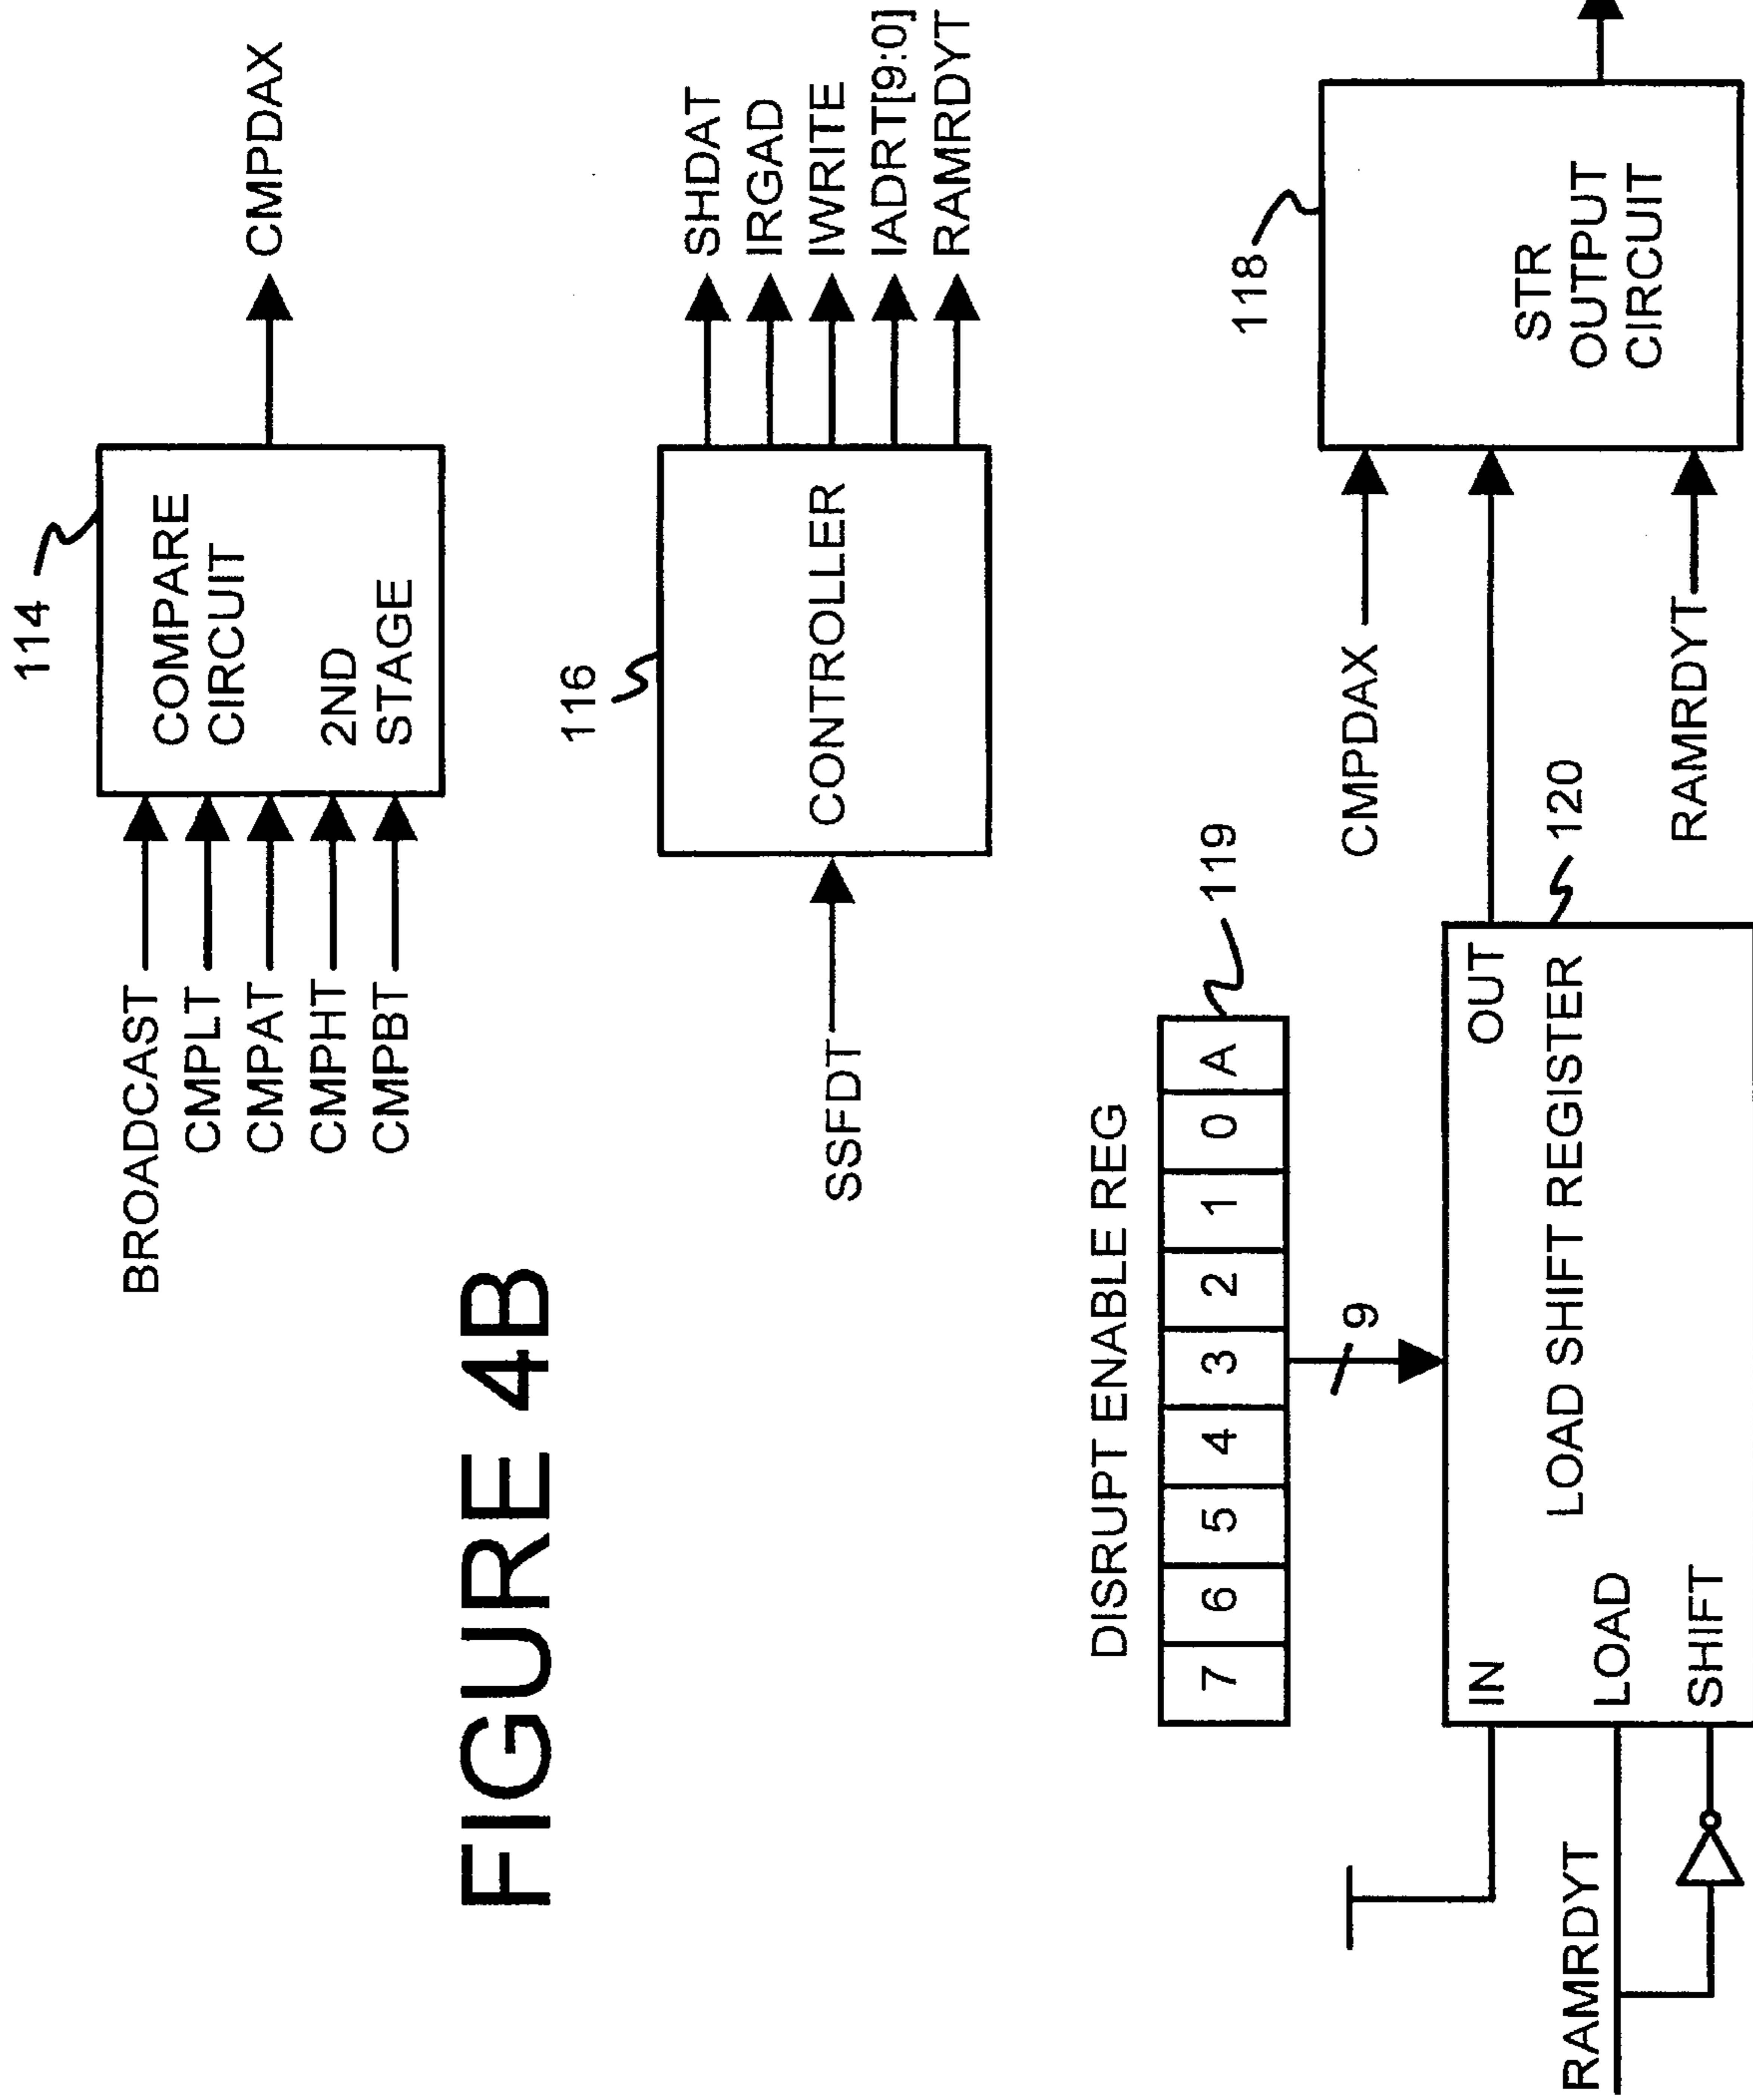 FIGURE 4B
114
BROADCAST
CMPLT
CMPAT
CMPHT
CMPBT
COMPARE
CIRCUIT
2ND
STAGE
CMPDAX
116
SSFDT
CONTROLLER
SHDAT
IRGAD
IWRITE
IADRT[9:0]
RAMRDYT
DISRUPT ENABLE REG
7 6 5 4 3 2 1 0 A
119
9
RAMRDYT
IN
LOAD
SHIFT
OUT
LOAD SHIFT REGISTER
120
CMPDAX
RAMRDYT
118
STR
OUTPUT
CIRCUIT